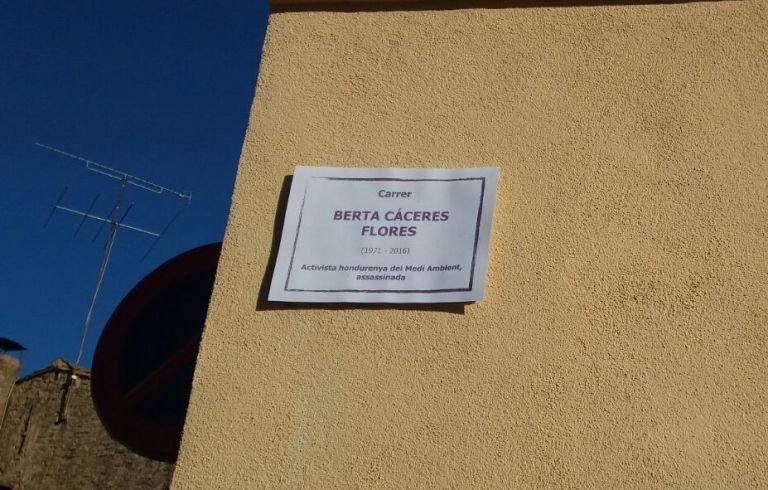 Carrer
BERTA CÁCERES
FLORES
(1971 - 2016)
Activista hondurenya del Medi Ambient,
assassinada